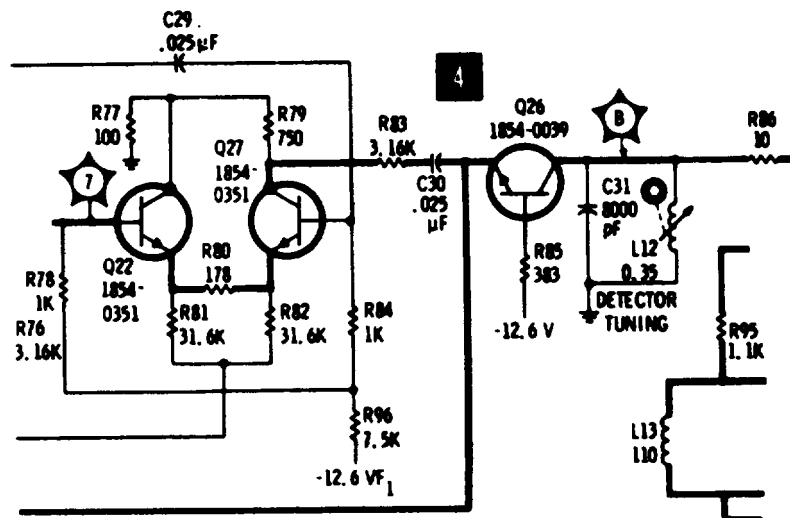 C29
.025μF
4
Q26
1854-0039
B
R86
10
R77
100
R79
750
R83
3.16K
Q27
1854-
0351
7
C30
.025
μF
C31
8000
pF
L12
0.35
DETECTOR
TUNING
R85
383
-12.6 V
Q22
1854-
0351
R80
178
R78
1K
R76
3.16K
R81
31.6K
R82
31.6K
R84
1K
R95
1.1K
R96
7.5K
-12.6 VF1
L13
110